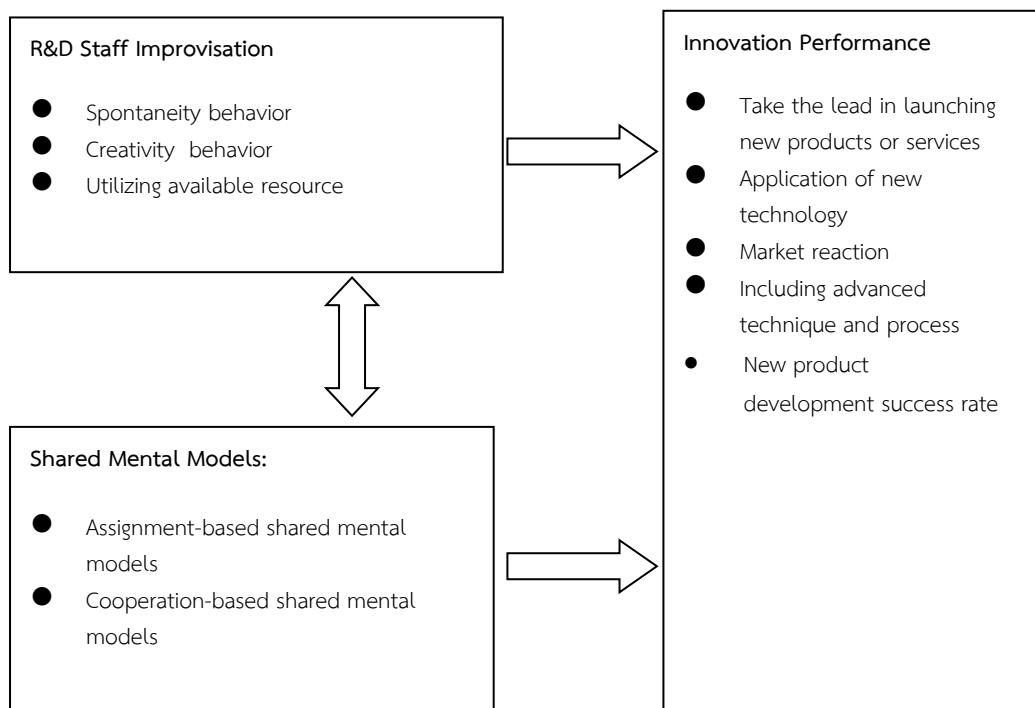 R&D Staff Improvisation
● Spontaneity behavior
● Creativity behavior
● Utilizing available resource
Innovation Performance
● Take the lead in launching
new products or services
● Application of new
technology
● Market reaction
● Including advanced
technique and process
• New product
development success rate
Shared Mental Models:
● Assignment-based shared mental
models
● Cooperation-based shared mental
models